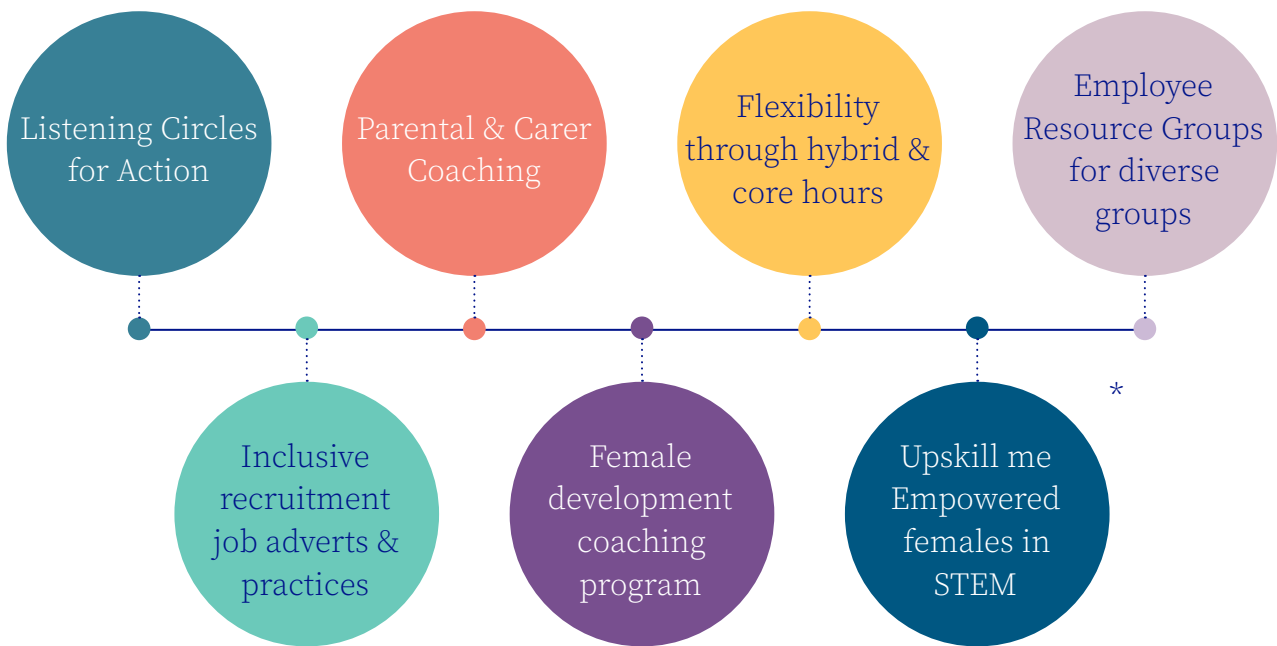 Listening Circles
for Action
Parental & Carer
Coaching
Flexibility
through hybrid &
core hours
Employee
Resource Groups
for diverse
groups
*
Inclusive
recruitment
job adverts &
practices
Female
development
coaching
program
Upskill me
Empowered
females in
STEM